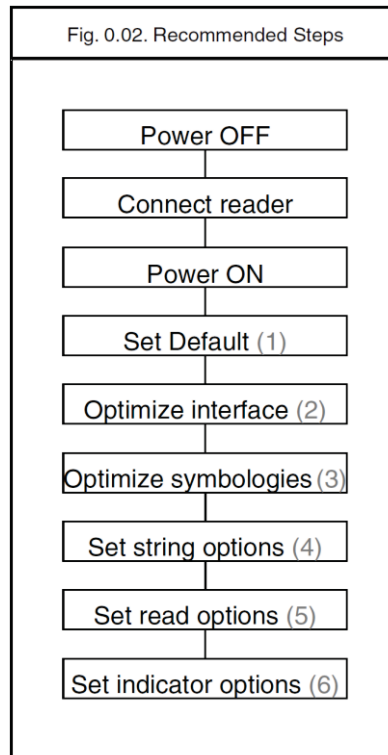 Fig. 0.02. Recommended Steps
Power OFF
Connect reader
Power ON
Set Default (1)
Optimize interface (2)
Optimize symbologies (3)
Set string options (4)
Set read options (5)
Set indicator options (6)